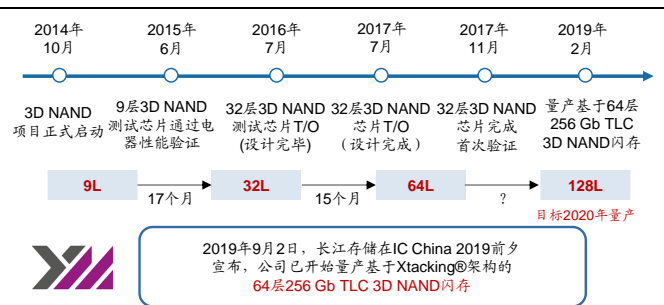 2014年
10月
2015年
6月
2016年
7月
2017年
7月
2017年
11月
2019年
2月
3D NAND
项目正式启动
9层3D NAND
测试芯片通过电
器性能验证
32层3D NAND
测试芯片T/O
(设计完毕)
32层3D NAND
芯片T/O
（设计完成）
32层3D NAND
芯片完成
首次验证
量产基于64层
256 Gb TLC
3D NAND闪存
9L
17个月
32L
15个月
64L
?
128L
目标2020年量产
2019年9月2日，长江存储在IC China 2019前夕
宣布，公司已开始量产基于Xtacking®架构的
64层256 Gb TLC 3D NAND闪存